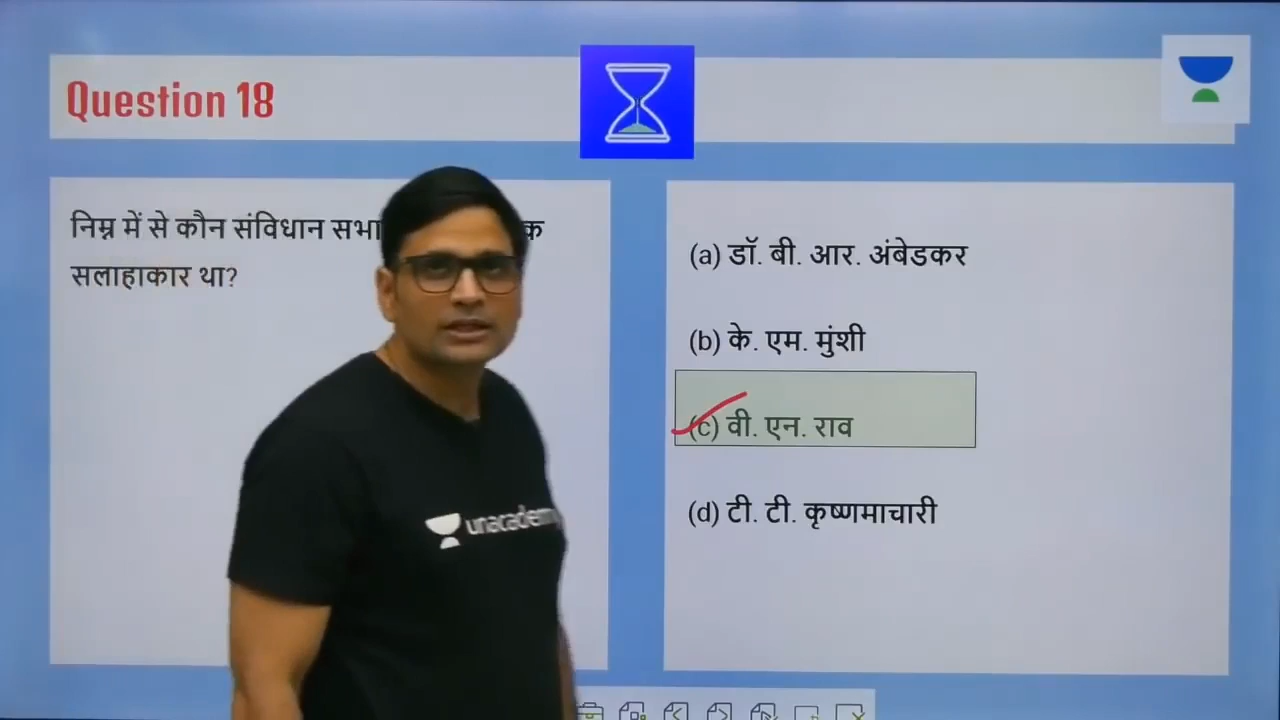 Question 18
निम्न में से कौन संविधान सभा
सलाहाकार था?
(a) डॉ. बी. आर. अंबेडकर
(b) के. एम. मुंशी
(c) वी. एन. राव
(d) टी. टी. कृष्णमाचारी
unacademy